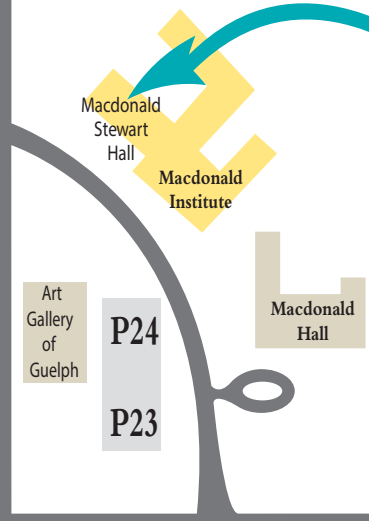 Macdonald
Stewart
Hall
Macdonald
Institute
Art
Gallery
of
Guelph
P24
P23
Macdonald
Hall